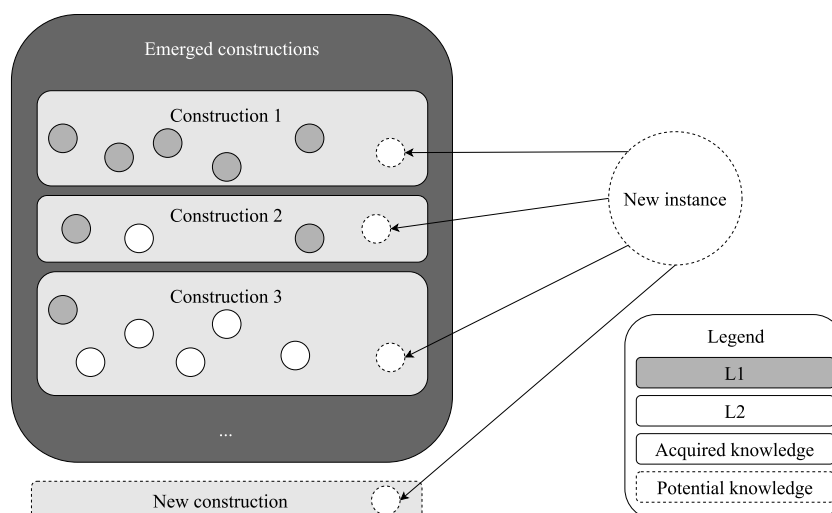 Emerged constructions
Construction 1
Construction 2
Construction 3
...
New construction
New instance
Legend
L1
L2
Acquired knowledge
Potential knowledge